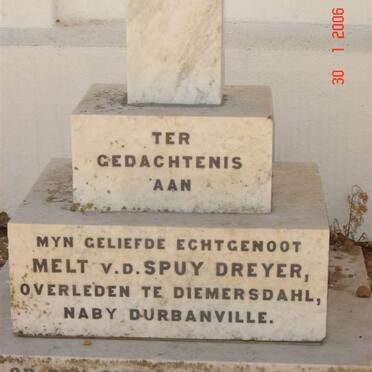 30 1 2006
TER
GEDACHTENIS
AAN
MYN GELIEFDE ECHTGENOOT
MELT v.d. SPUY DREYER,
OVERLEDEN TE DIEMERSDAHL,
NABY DURBANVILLE.